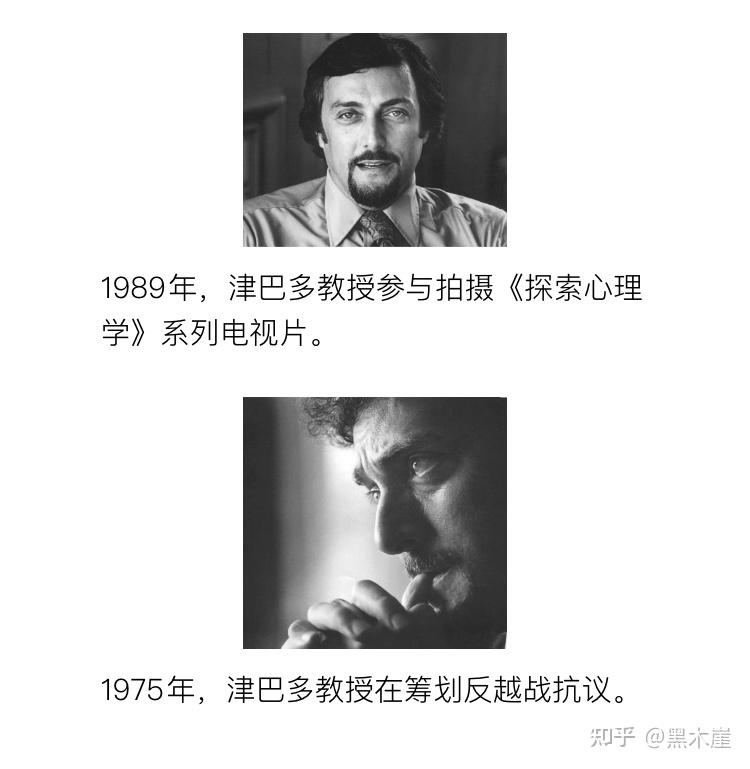 1989年，津巴多教授参与拍摄《探索心理
学》系列电视片。
1975年，津巴多教授在筹划反越战抗议。
知乎 @黑木崖